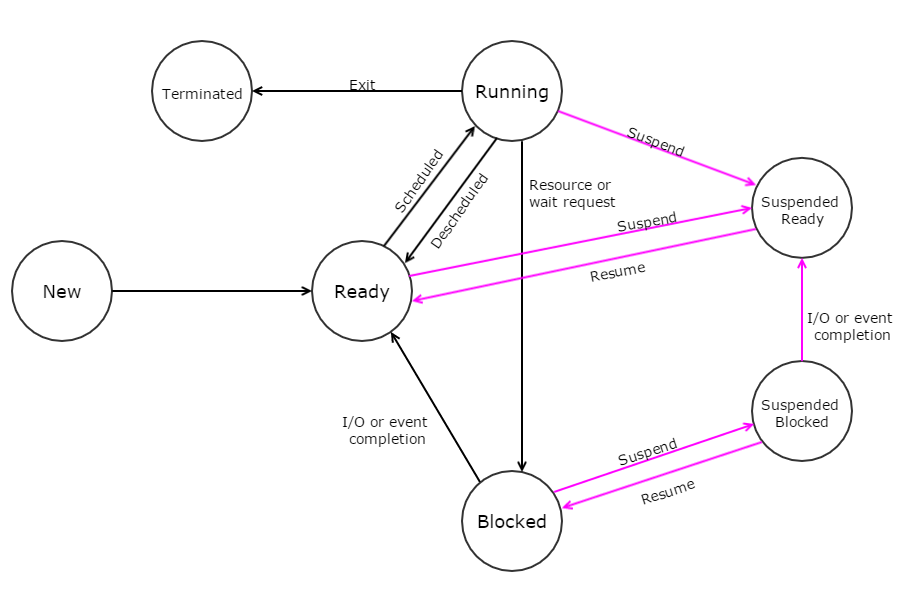 Terminated
Exit
Running
Suspend
Scheduled
Descheduled
Resource or
wait request
Suspended
Ready
Suspend
Resume
New
Ready
I/O or event
completion
I/O or event
completion
Suspended
Blocked
Suspend
Resume
Blocked